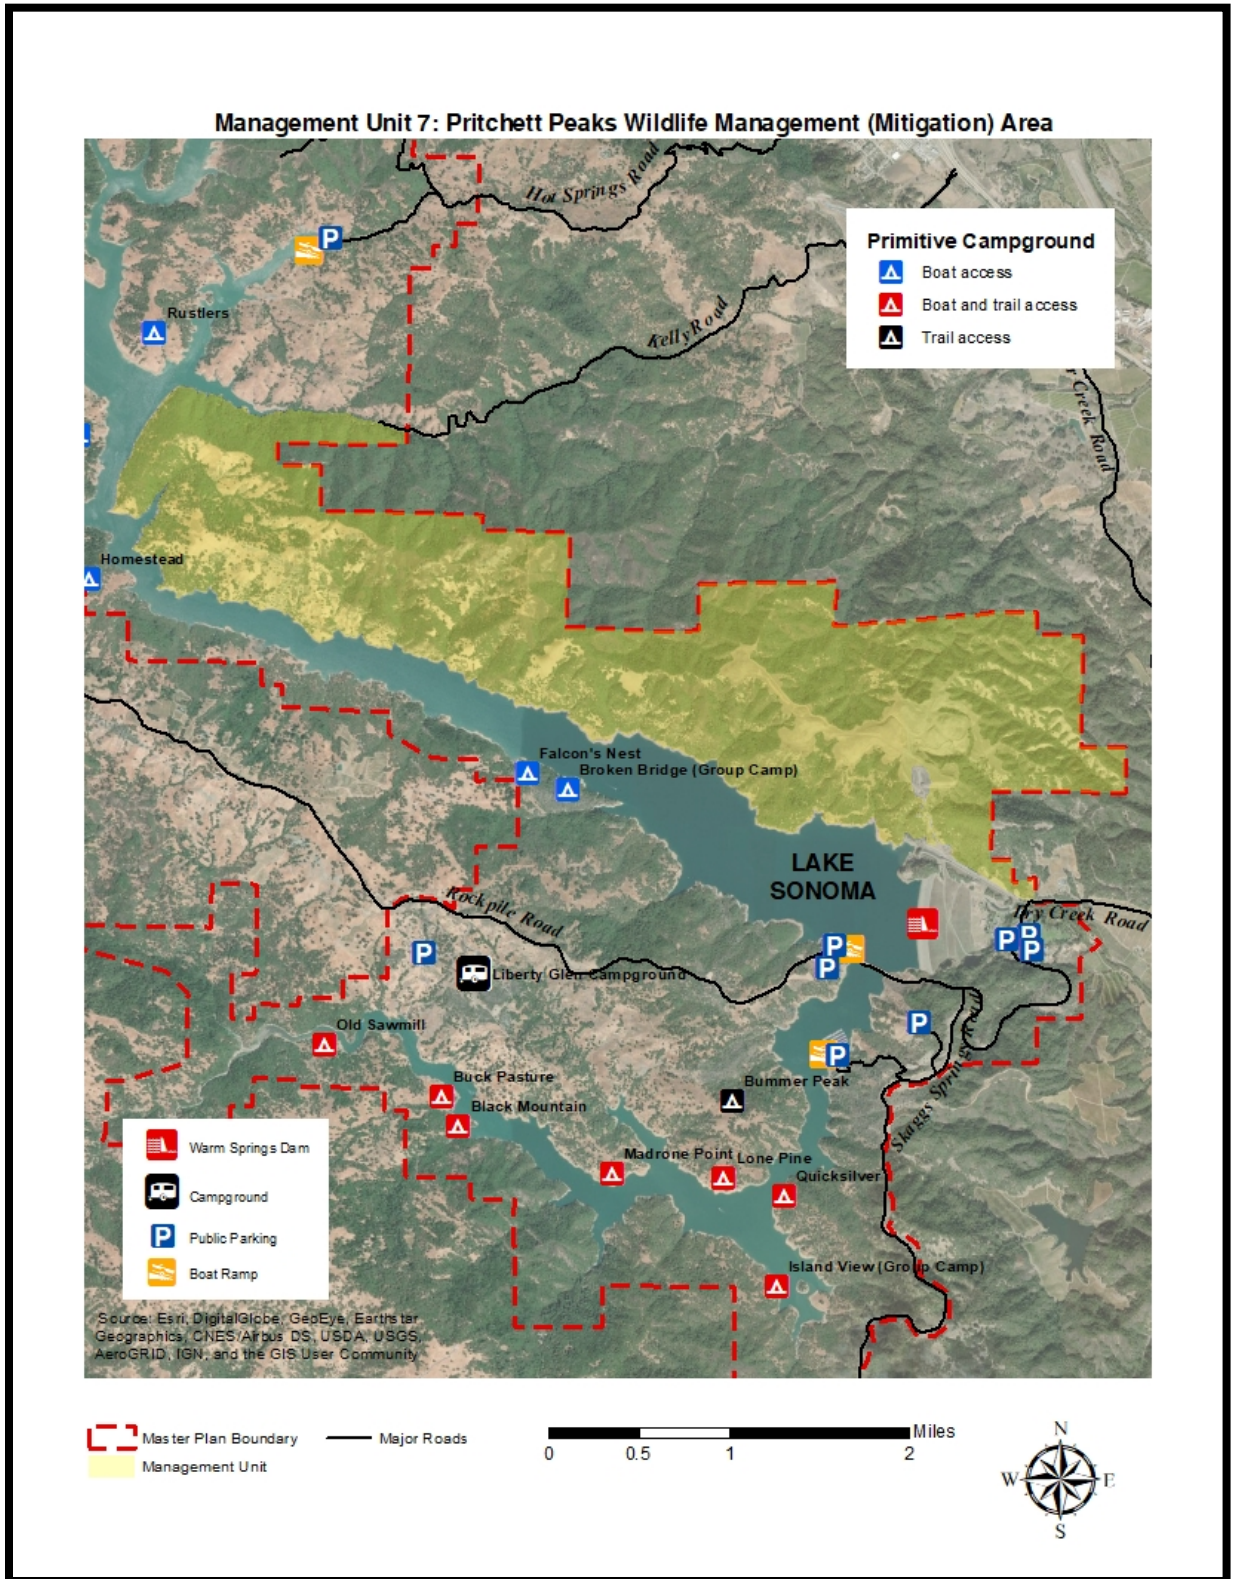 Management Unit 7: Pritchett Peaks Wildlife Management (Mitigation) Area
Hot Springs Road
Primitive Campground
Boat access
Boat and trail access
Trail access
P
Rustlers
Kelly Road
r Creek Road
Homestead
Falcon's Nest
Broken Bridge (Group Camp)
LAKE
SONOMA
Rockpile Road
Dry Creek Road
P
P
P
P
P
P
P
Liberty Glen Campground
P
Old Sawmill
Skaggs Springs Road
P
Buck Pasture
Bummer Peak
Black Mountain
Madrone Point
Lone Pine
Quicksilver
Island View (Group Camp)
Warm Springs Dam
Campground
P Public Parking
Boat Ramp
Source: Esri, DigitalGlobe, GeoEye, Earthstar
Geographics, CNES/Airbus DS, USDA, USGS,
AeroGRID, IGN, and the GIS User Community
Master Plan Boundary
Major Roads
Management Unit
Miles
0 0.5 1 2
N
W E
S